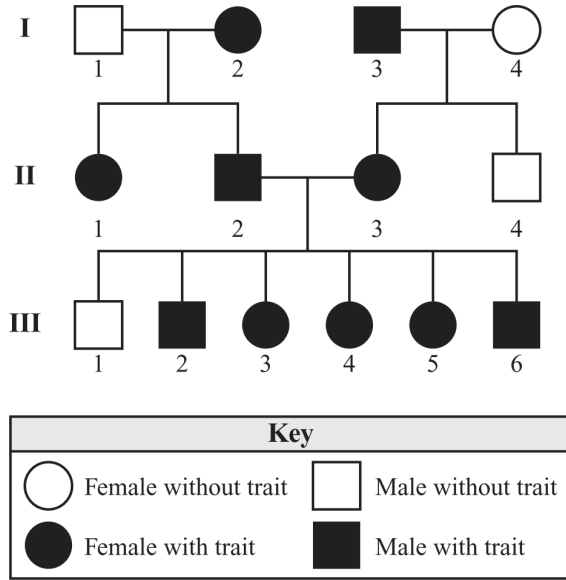 I
1 2 3 4
II
1 2 3 4
III
1 2 3 4 5 6
Key
Female without trait Male without trait
Female with trait Male with trait